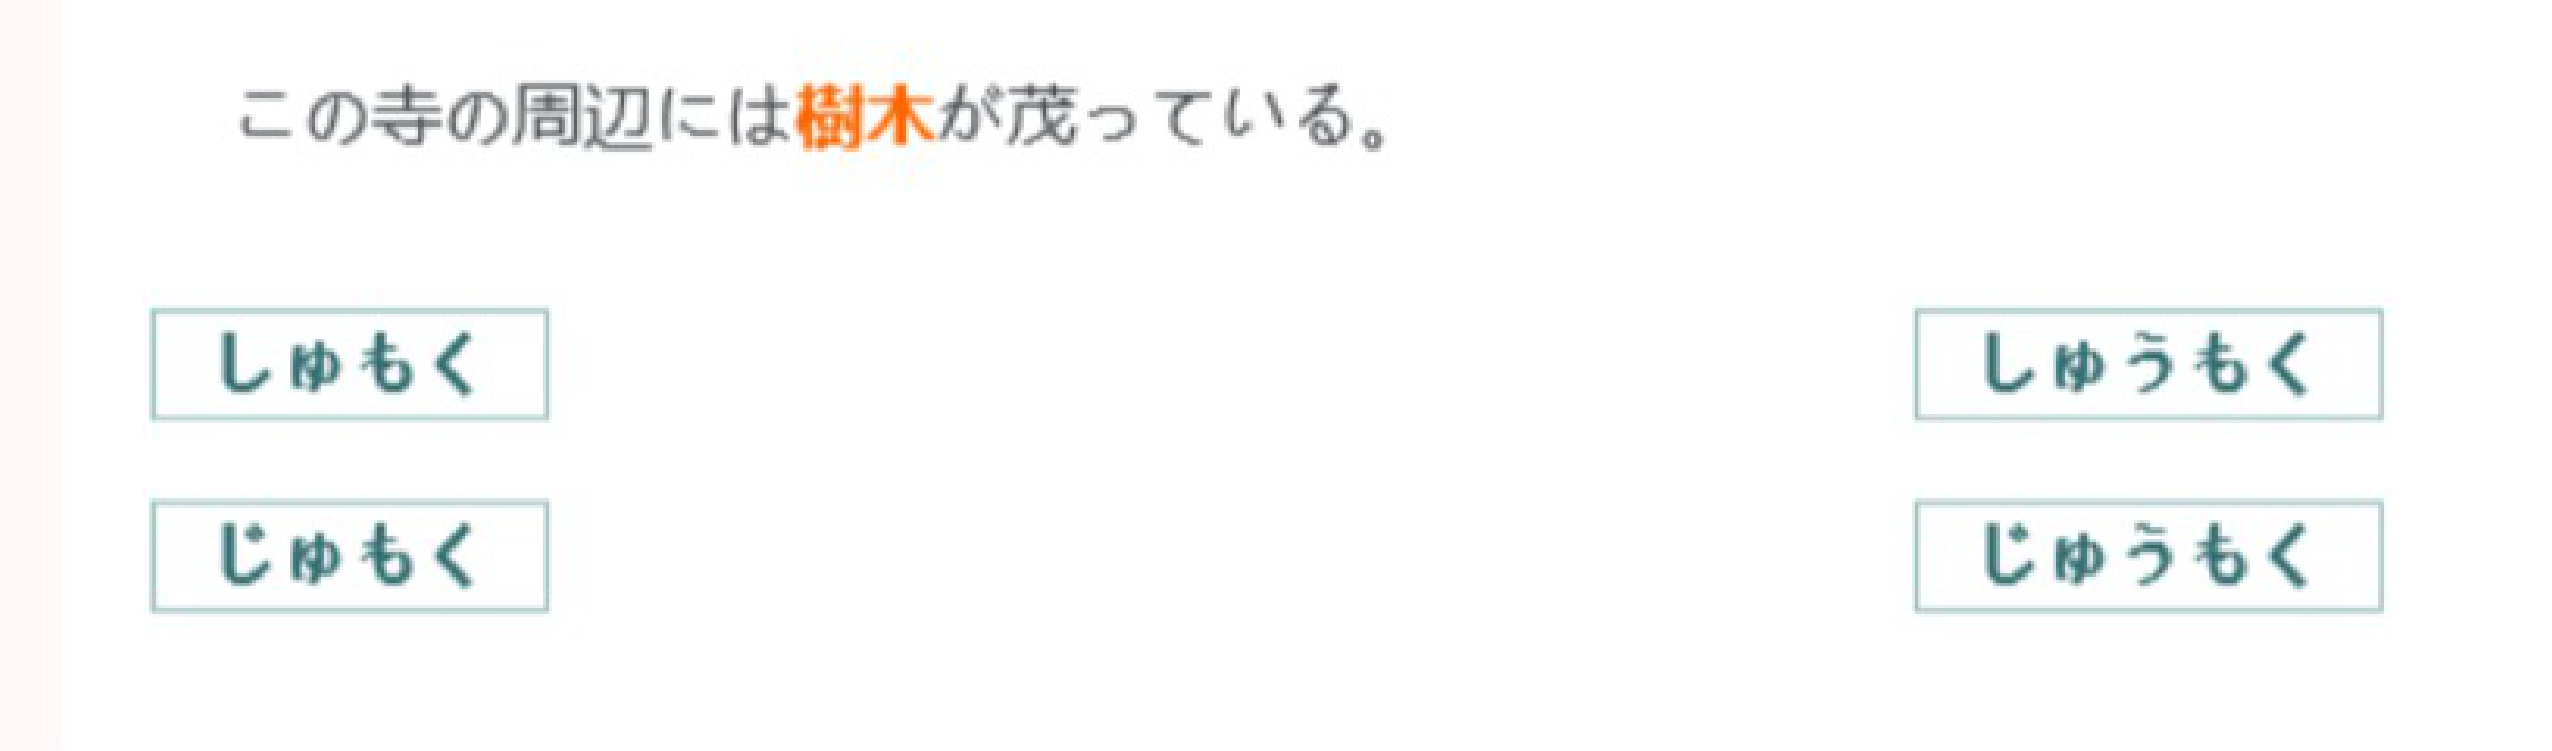 この寺の周辺には樹木が茂っている。
しゅもく しゅうもく
じゅもく じゅうもく